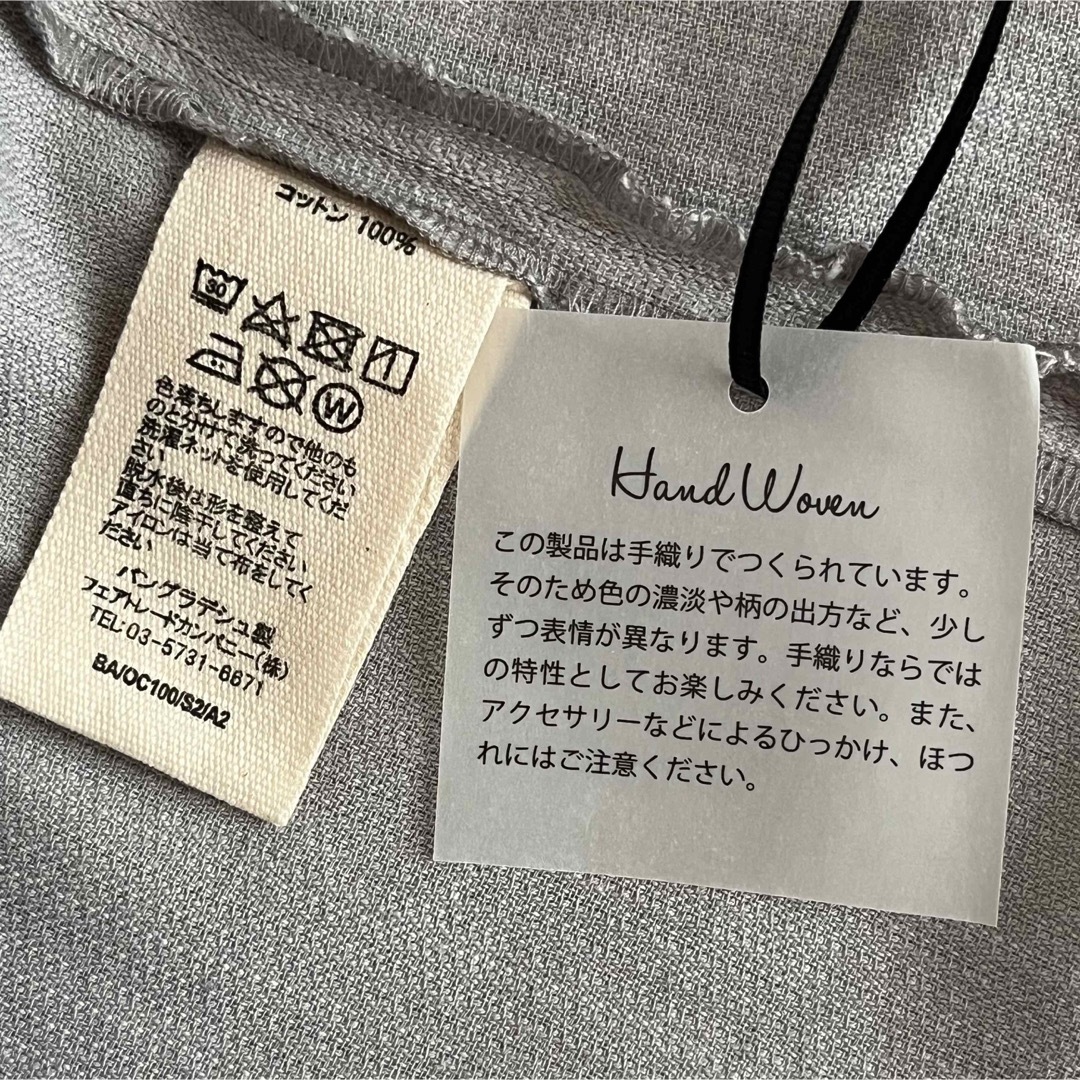 コットン 100%
30
W
色落ちしますので他のも
のと分けて洗ってください
洗濯ネットを使用してくだ
さい
脱水後は形を整えて
直ちに陰干してください
アイロンは当て布をしてく
ださい
バングラデシュ製
フェアトレードカンパニー(株)
TEL:03-5731-6671
BA/OC100/S2/A2
Hand Woven
この製品は手織りでつくられています。
そのため色の濃淡や柄の出方など、少し
ずつ表情が異なります。手織りならでは
の特性としてお楽しみください。また、
アクセサリーなどによるひっかけ、ほつ
れにはご注意ください。